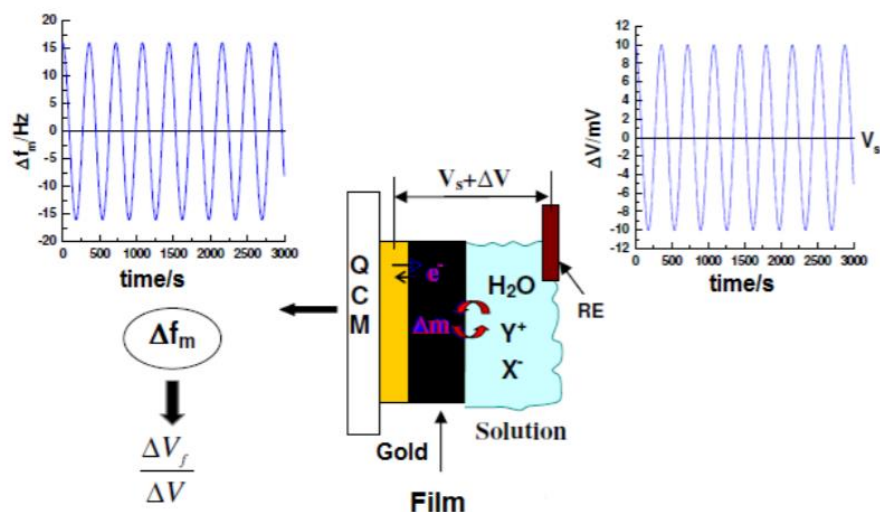 20
15
10
5
0
-5
-10
-15
-20
Δf_m/Hz
0 500 1000 1500 2000 2500 3000
time/s
12
10
8
6
4
2
0
-2
-4
-6
-8
-10
-12
ΔV/mV
V_s
0 500 1000 1500 2000 2500 3000
time/s
V_s+ΔV
Q
C
M
e⁻
Δm
H₂O
Y⁺
X⁻
RE
Δf_m
ΔV_f
ΔV
Gold
Solution
Film